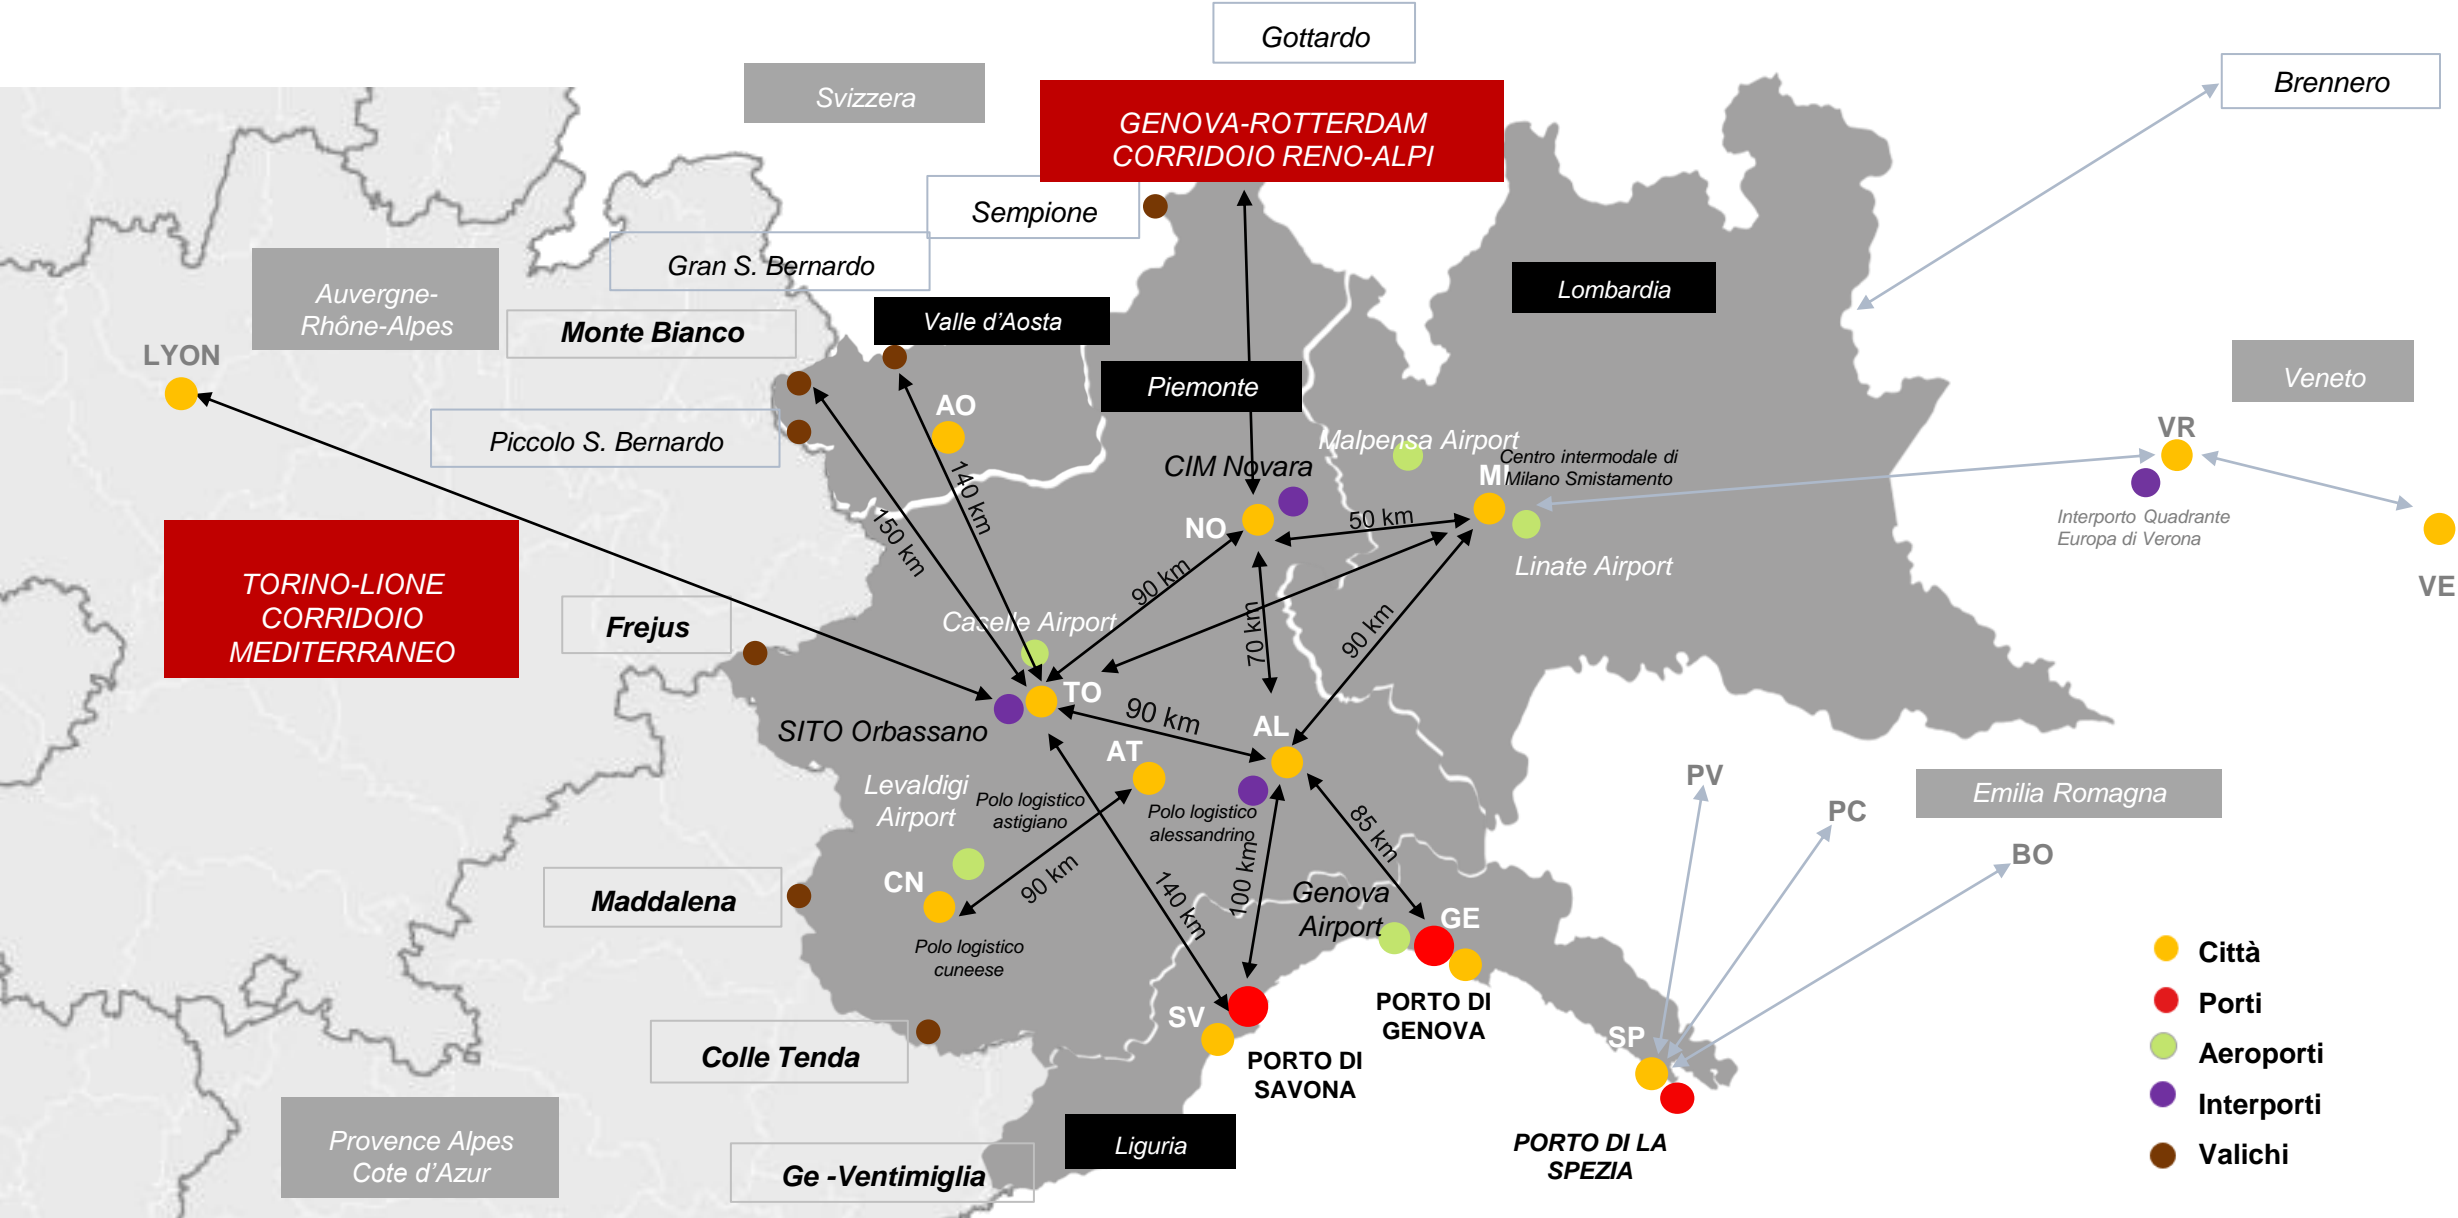 Gottardo
Svizzera
Brennero
GENOVA-ROTTERDAM
CORRIDOIO RENO-ALPI
Sempione
Gran S. Bernardo
Auvergne-
Rhône-Alpes
Lombardia
Monte Bianco
Valle d’Aosta
LYON
Piemonte
Veneto
AO
Piccolo S. Bernardo
Malpensa Airport
VR
CIM Novara
Centro intermodale di
MI
Milano Smistamento
140 km
150 km
NO
50 km
Interporto Quadrante
Europa di Verona
Linate Airport
VE
TORINO-LIONE
CORRIDOIO
MEDITERRANEO
90 km
Frejus
Caselle Airport
70 km
90 km
TO
SITO Orbassano
90 km
AL
AT
Levaldigi
Airport
Polo logistico
astigiano
Polo logistico
alessandrino
85 km
PV
PC
Emilia Romagna
BO
90 km
CN
Maddalena
140 km
100 km
Genova
Airport
GE
Polo logistico
cuneese
Città
PORTO DI
GENOVA
Porti
SV
SP
Colle Tenda
PORTO DI
SAVONA
Aeroporti
Interporti
Provence Alpes
Cote d’Azur
Liguria
PORTO DI LA
SPEZIA
Valichi
Ge -Ventimiglia